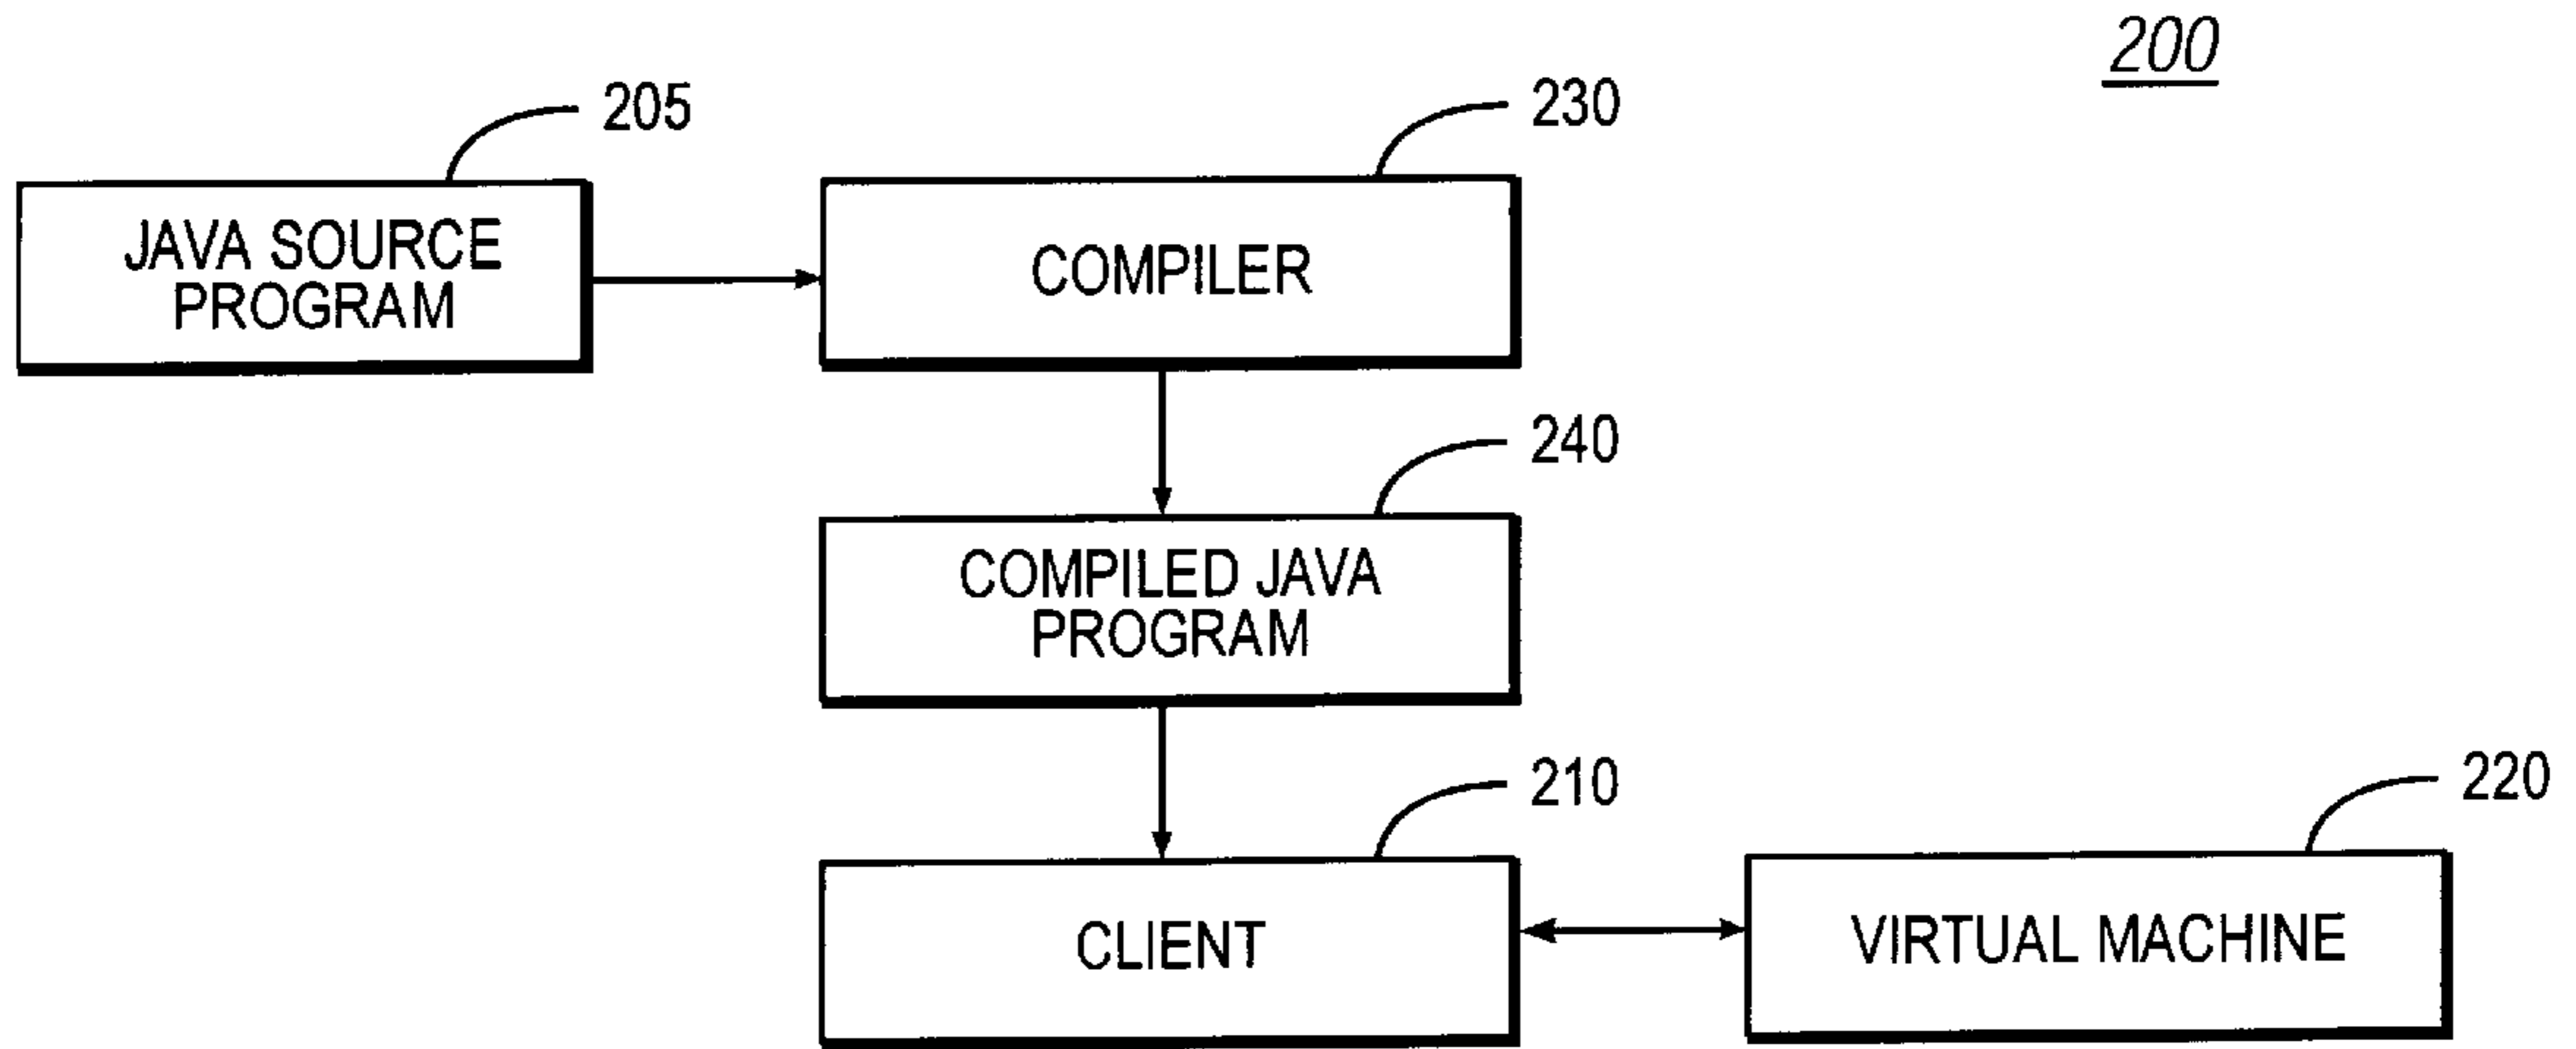 200
205
230
JAVA SOURCE
PROGRAM
COMPILER
240
COMPILED JAVA
PROGRAM
210
220
CLIENT
VIRTUAL MACHINE